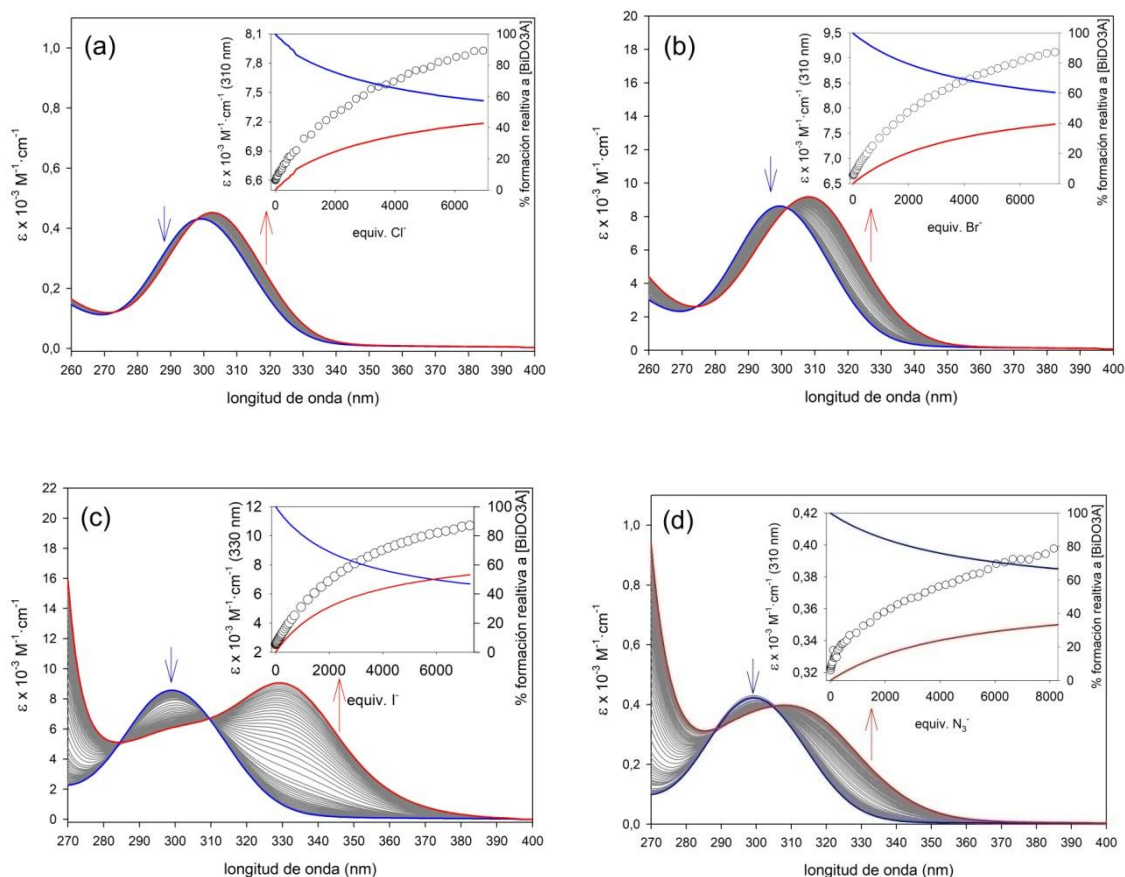 (a)
ε x 10⁻³ M⁻¹·cm⁻¹
1,0
0,8
0,6
0,4
0,2
0,0
260 270 280 290 300 310 320 330 340 350 360 370 380 390 400
longitud de onda (nm)
ε x 10⁻³ M⁻¹·cm⁻¹ (310 nm)
8,1
7,8
7,5
7,2
6,9
6,6
0 2000 4000 6000
equiv. Cl⁻
100
80
60
40
20
0
% formación realtiva a [BiDO3A]
(b)
ε x 10⁻³ M⁻¹·cm⁻¹
20
18
16
14
12
10
8
6
4
2
0
260 270 280 290 300 310 320 330 340 350 360 370 380 390 400
longitud de onda (nm)
ε x 10⁻³ M⁻¹·cm⁻¹ (310 nm)
9,5
9,0
8,5
8,0
7,5
7,0
6,5
0 2000 4000 6000
equiv. Br⁻
100
80
60
40
20
0
% formación realtiva a [BiDO3A]
(c)
ε x 10⁻³ M⁻¹·cm⁻¹
22
20
18
16
14
12
10
8
6
4
2
0
270 280 290 300 310 320 330 340 350 360 370 380 390 400
longitud de onda (nm)
ε x 10⁻³ M⁻¹·cm⁻¹ (330 nm)
12
10
8
6
4
2
0 2000 4000 6000
equiv. I⁻
100
80
60
40
20
0
% formación realtiva a [BiDO3A]
(d)
ε x 10⁻³ M⁻¹·cm⁻¹
1,0
0,8
0,6
0,4
0,2
0,0
270 280 290 300 310 320 330 340 350 360 370 380 390 400
longitud de onda (nm)
ε x 10⁻³ M⁻¹·cm⁻¹ (310 nm)
0,42
0,40
0,38
0,36
0,34
0,32
0 2000 4000 6000 8000
equiv. N₃⁻
100
80
60
40
20
0
% formación realtiva a [BiDO3A]